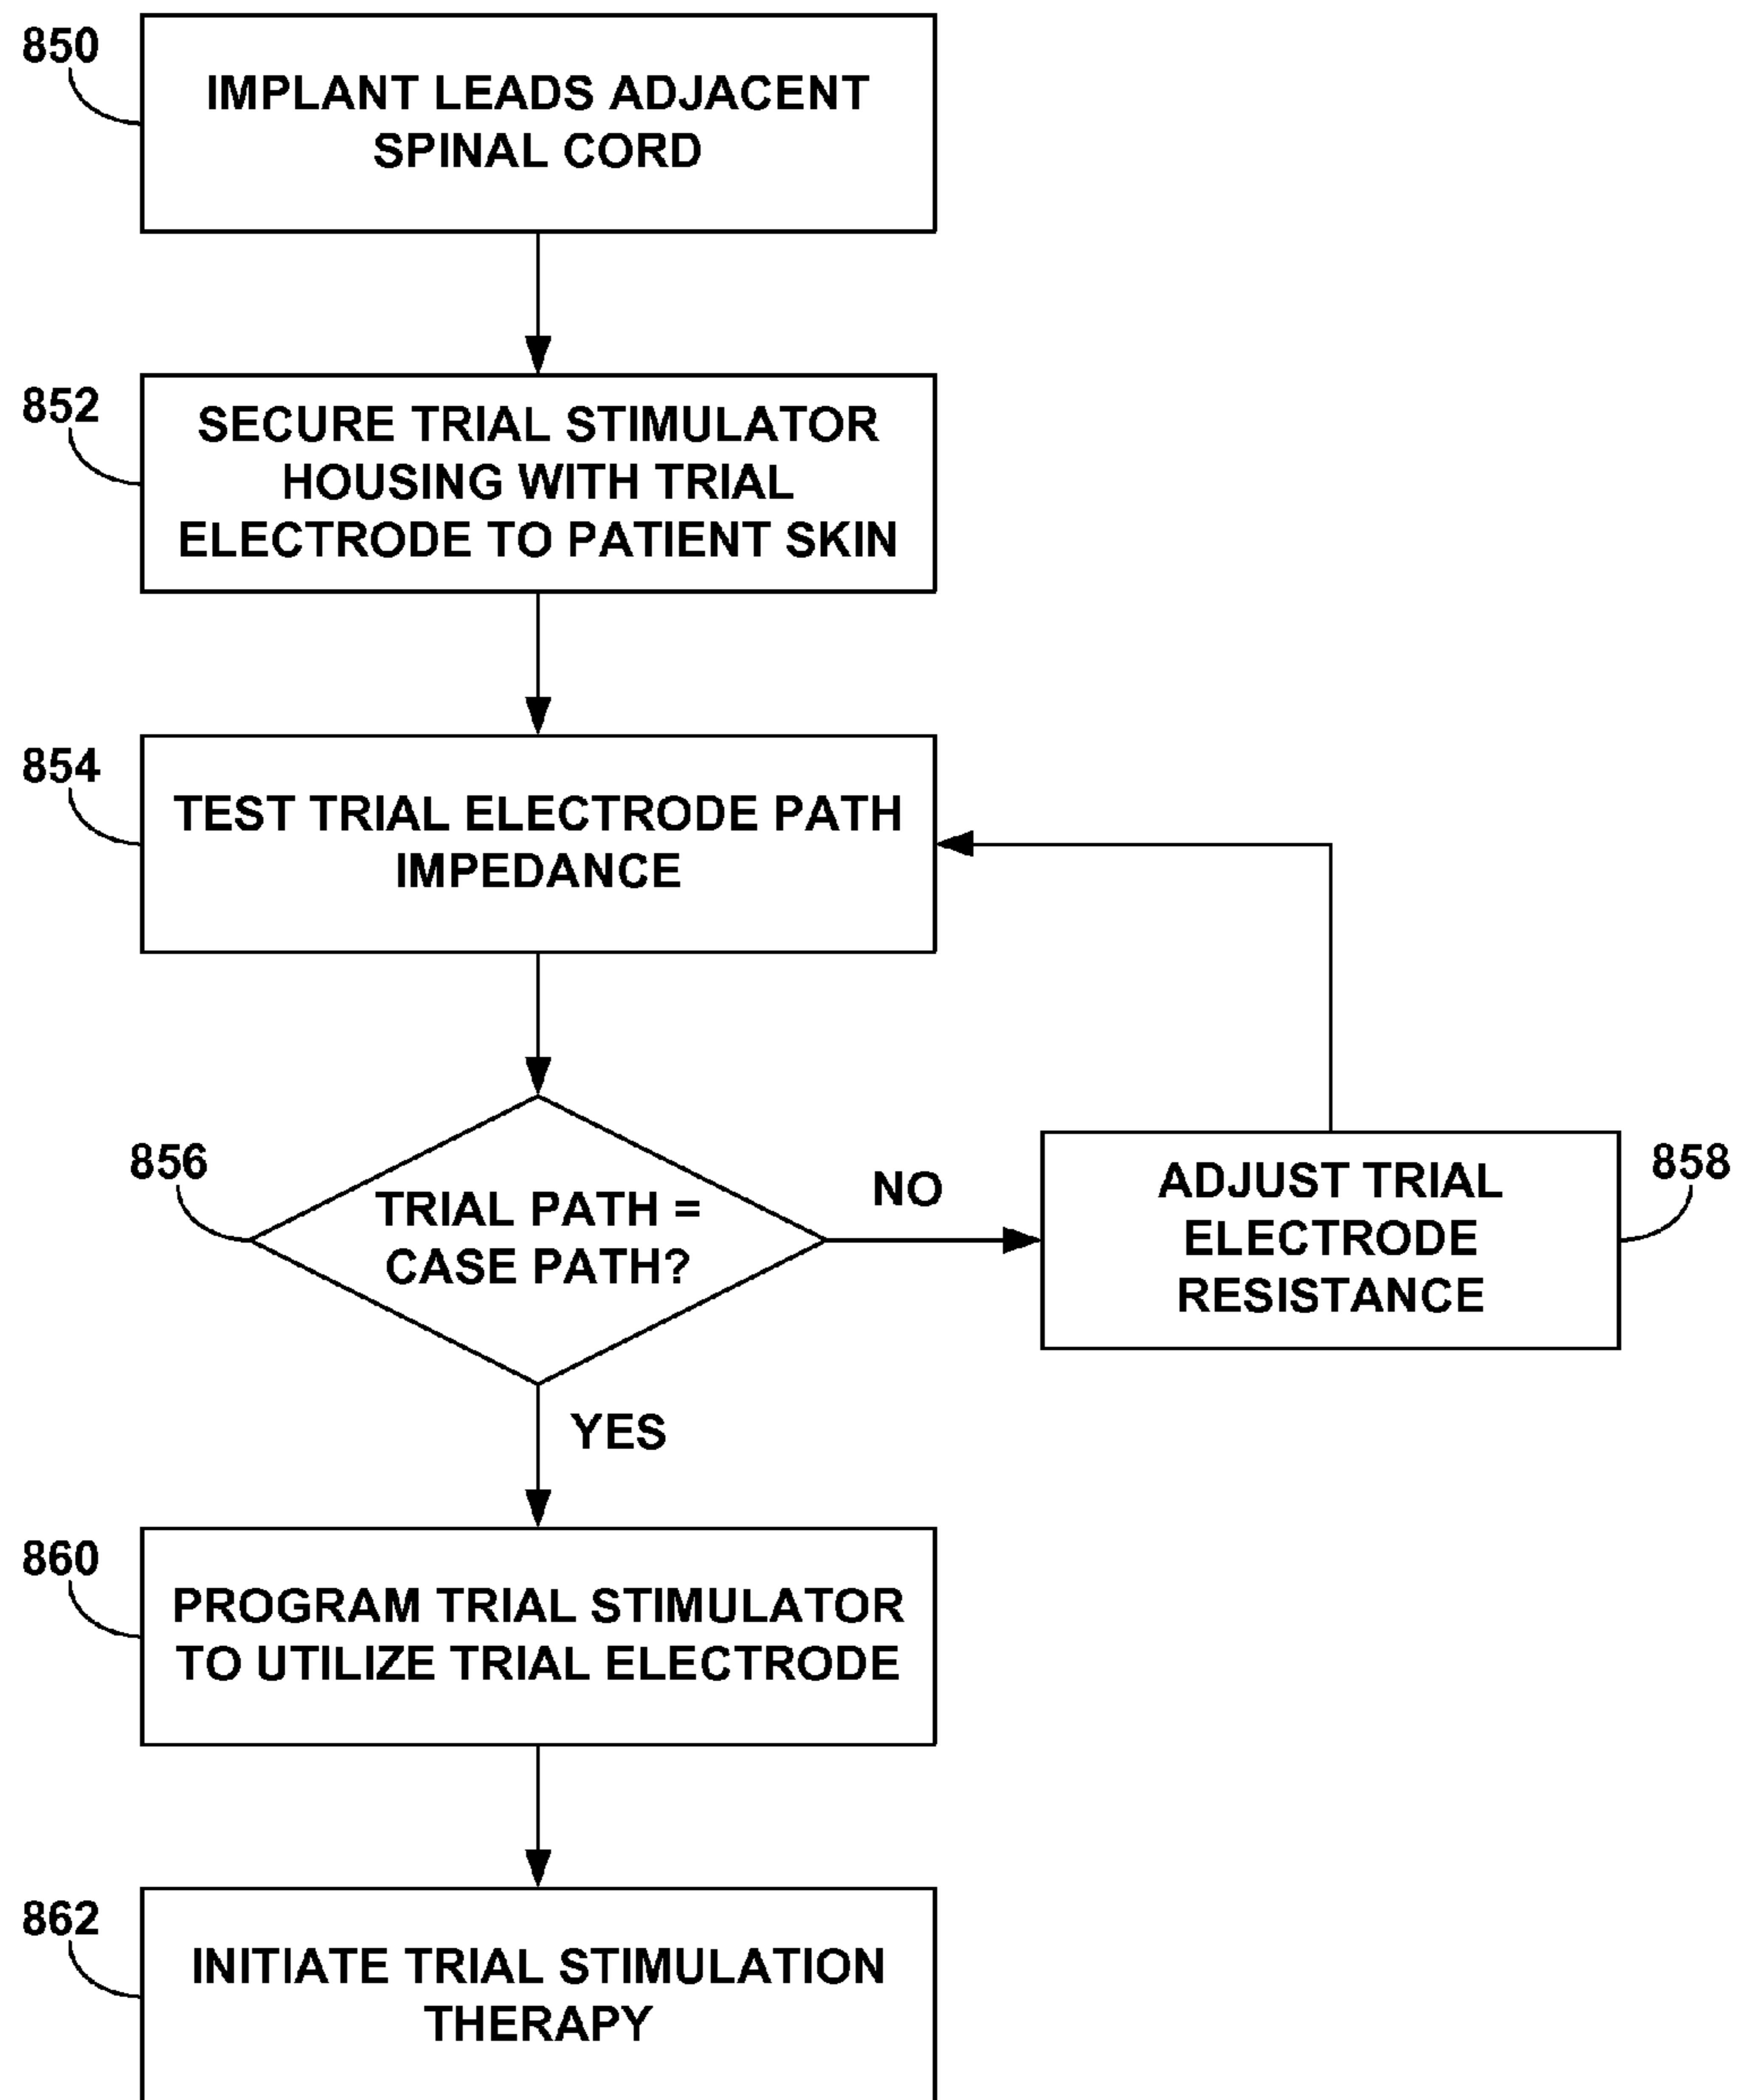 850
IMPLANT LEADS ADJACENT
SPINAL CORD
852
SECURE TRIAL STIMULATOR
HOUSING WITH TRIAL
ELECTRODE TO PATIENT SKIN
854
TEST TRIAL ELECTRODE PATH
IMPEDANCE
856
TRIAL PATH =
CASE PATH?
NO
858
ADJUST TRIAL
ELECTRODE
RESISTANCE
YES
860
PROGRAM TRIAL STIMULATOR
TO UTILIZE TRIAL ELECTRODE
862
INITIATE TRIAL STIMULATION
THERAPY